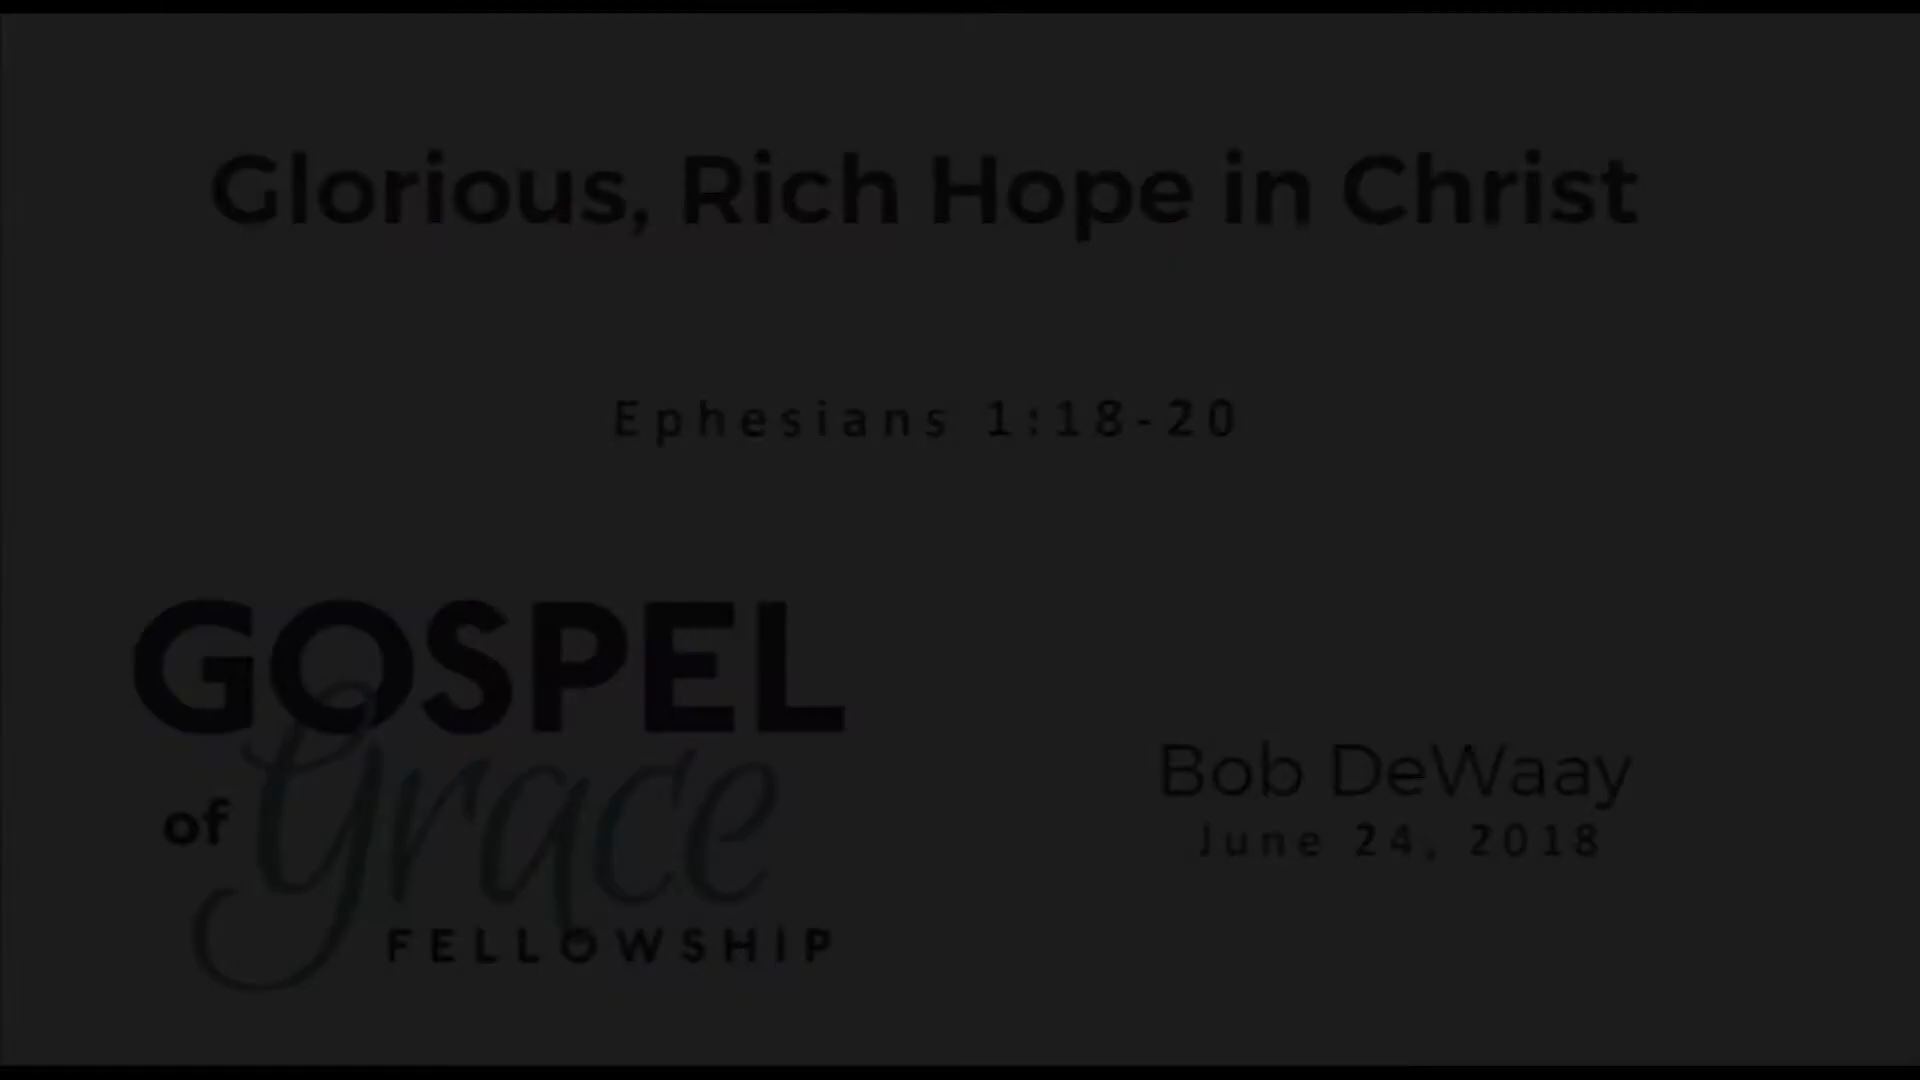 Glorious, Rich Hope in Christ
Ephesians 1:18-20
GOSPEL
of Grace
FELLOWSHIP
Bob DeWaay
June 24, 2018